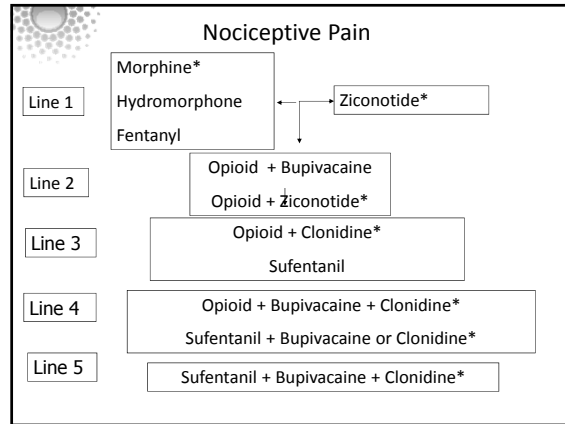 Nociceptive Pain
Line 1
Morphine*
Hydromorphone
Fentanyl
Ziconotide*
Line 2
Opioid + Bupivacaine
Opioid + Ziconotide*
Line 3
Opioid + Clonidine*
Sufentanil
Line 4
Opioid + Bupivacaine + Clonidine*
Sufentanil + Bupivacaine or Clonidine*
Line 5
Sufentanil + Bupivacaine + Clonidine*